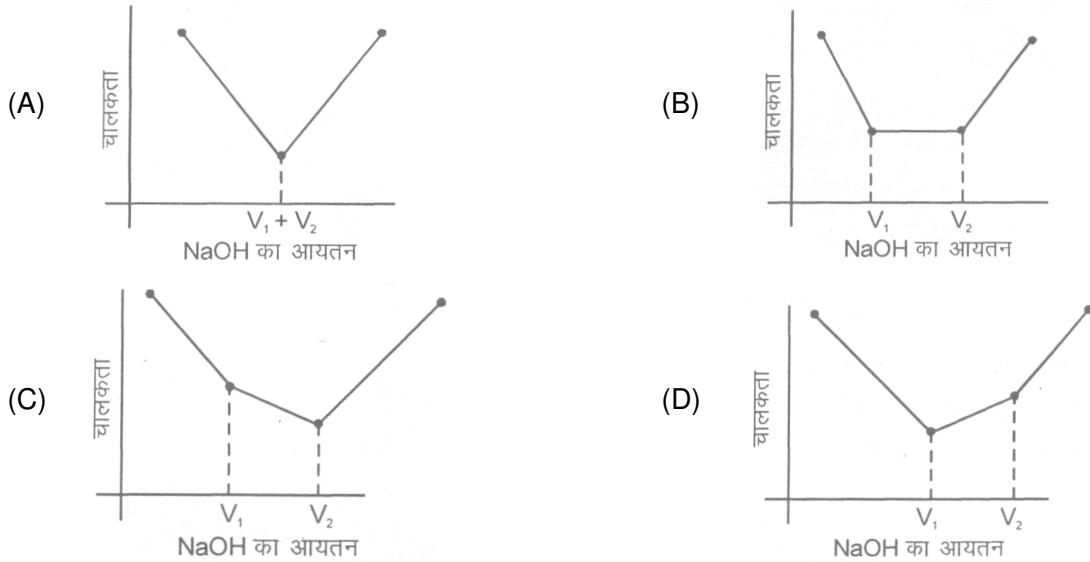 (A)
चालकता
V₁ + V₂
NaOH का आयतन
(B)
चालकता
V₁ V₂
NaOH का आयतन
(C)
चालकता
V₁ V₂
NaOH का आयतन
(D)
चालकता
V₁ V₂
NaOH का आयतन